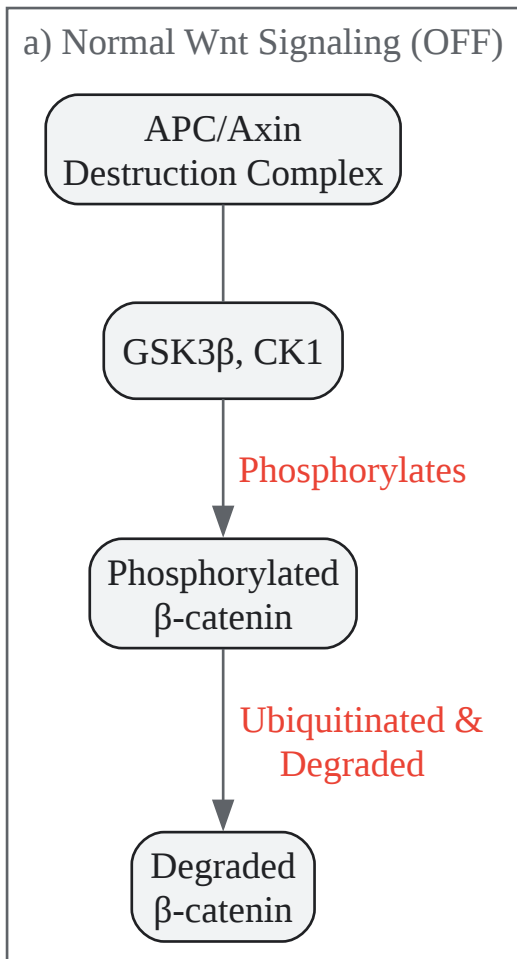 a) Normal Wnt Signaling (OFF)
APC/Axin
Destruction Complex
GSK3β, CK1
Phosphorylates
Phosphorylated
β-catenin
Ubiquitinated &
Degraded
Degraded
β-catenin